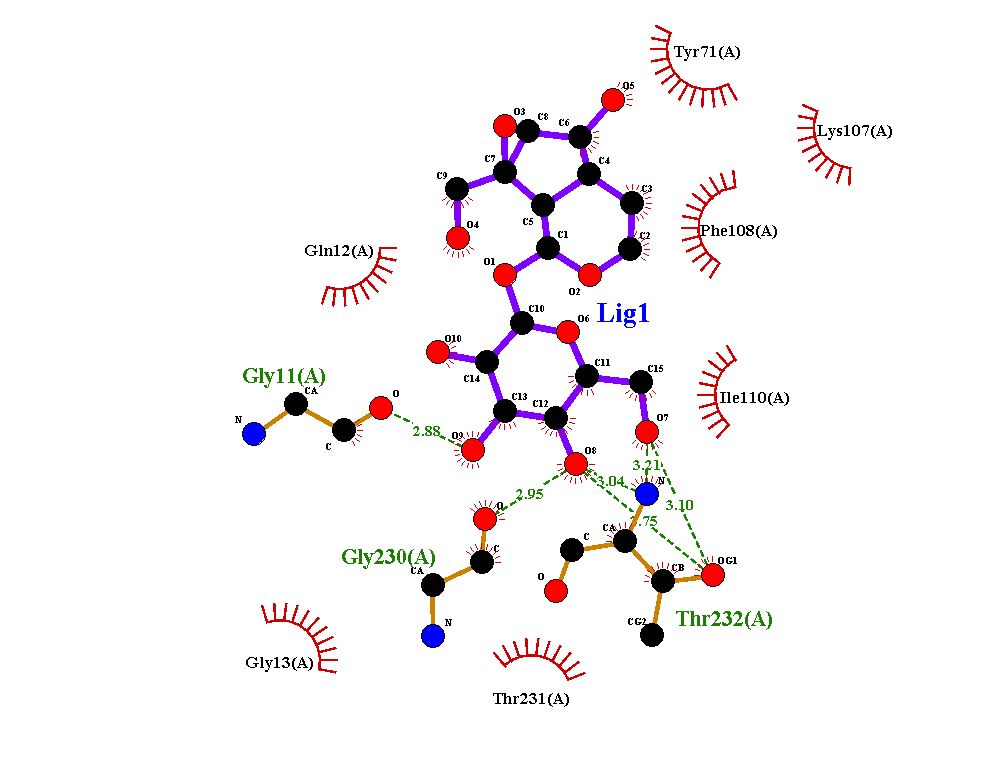 Tyr71(A)
O5
O3
C8
C6
Lys107(A)
C7
C4
C9
C3
O4
C5
C1
C2
Phe108(A)
Gln12(A)
O1
O2
Lig1
C10
O6
O10
C14
C11
C15
Gly11(A)
CA
O
C13
C12
Ile110(A)
N
C
2.88
O9
O7
O8
3.21
3.04
N
2.95
3.10
O
.75
CA
C
C
Gly230(A)
CA
OG1
CB
O
N
CG2
Thr232(A)
Gly13(A)
Thr231(A)